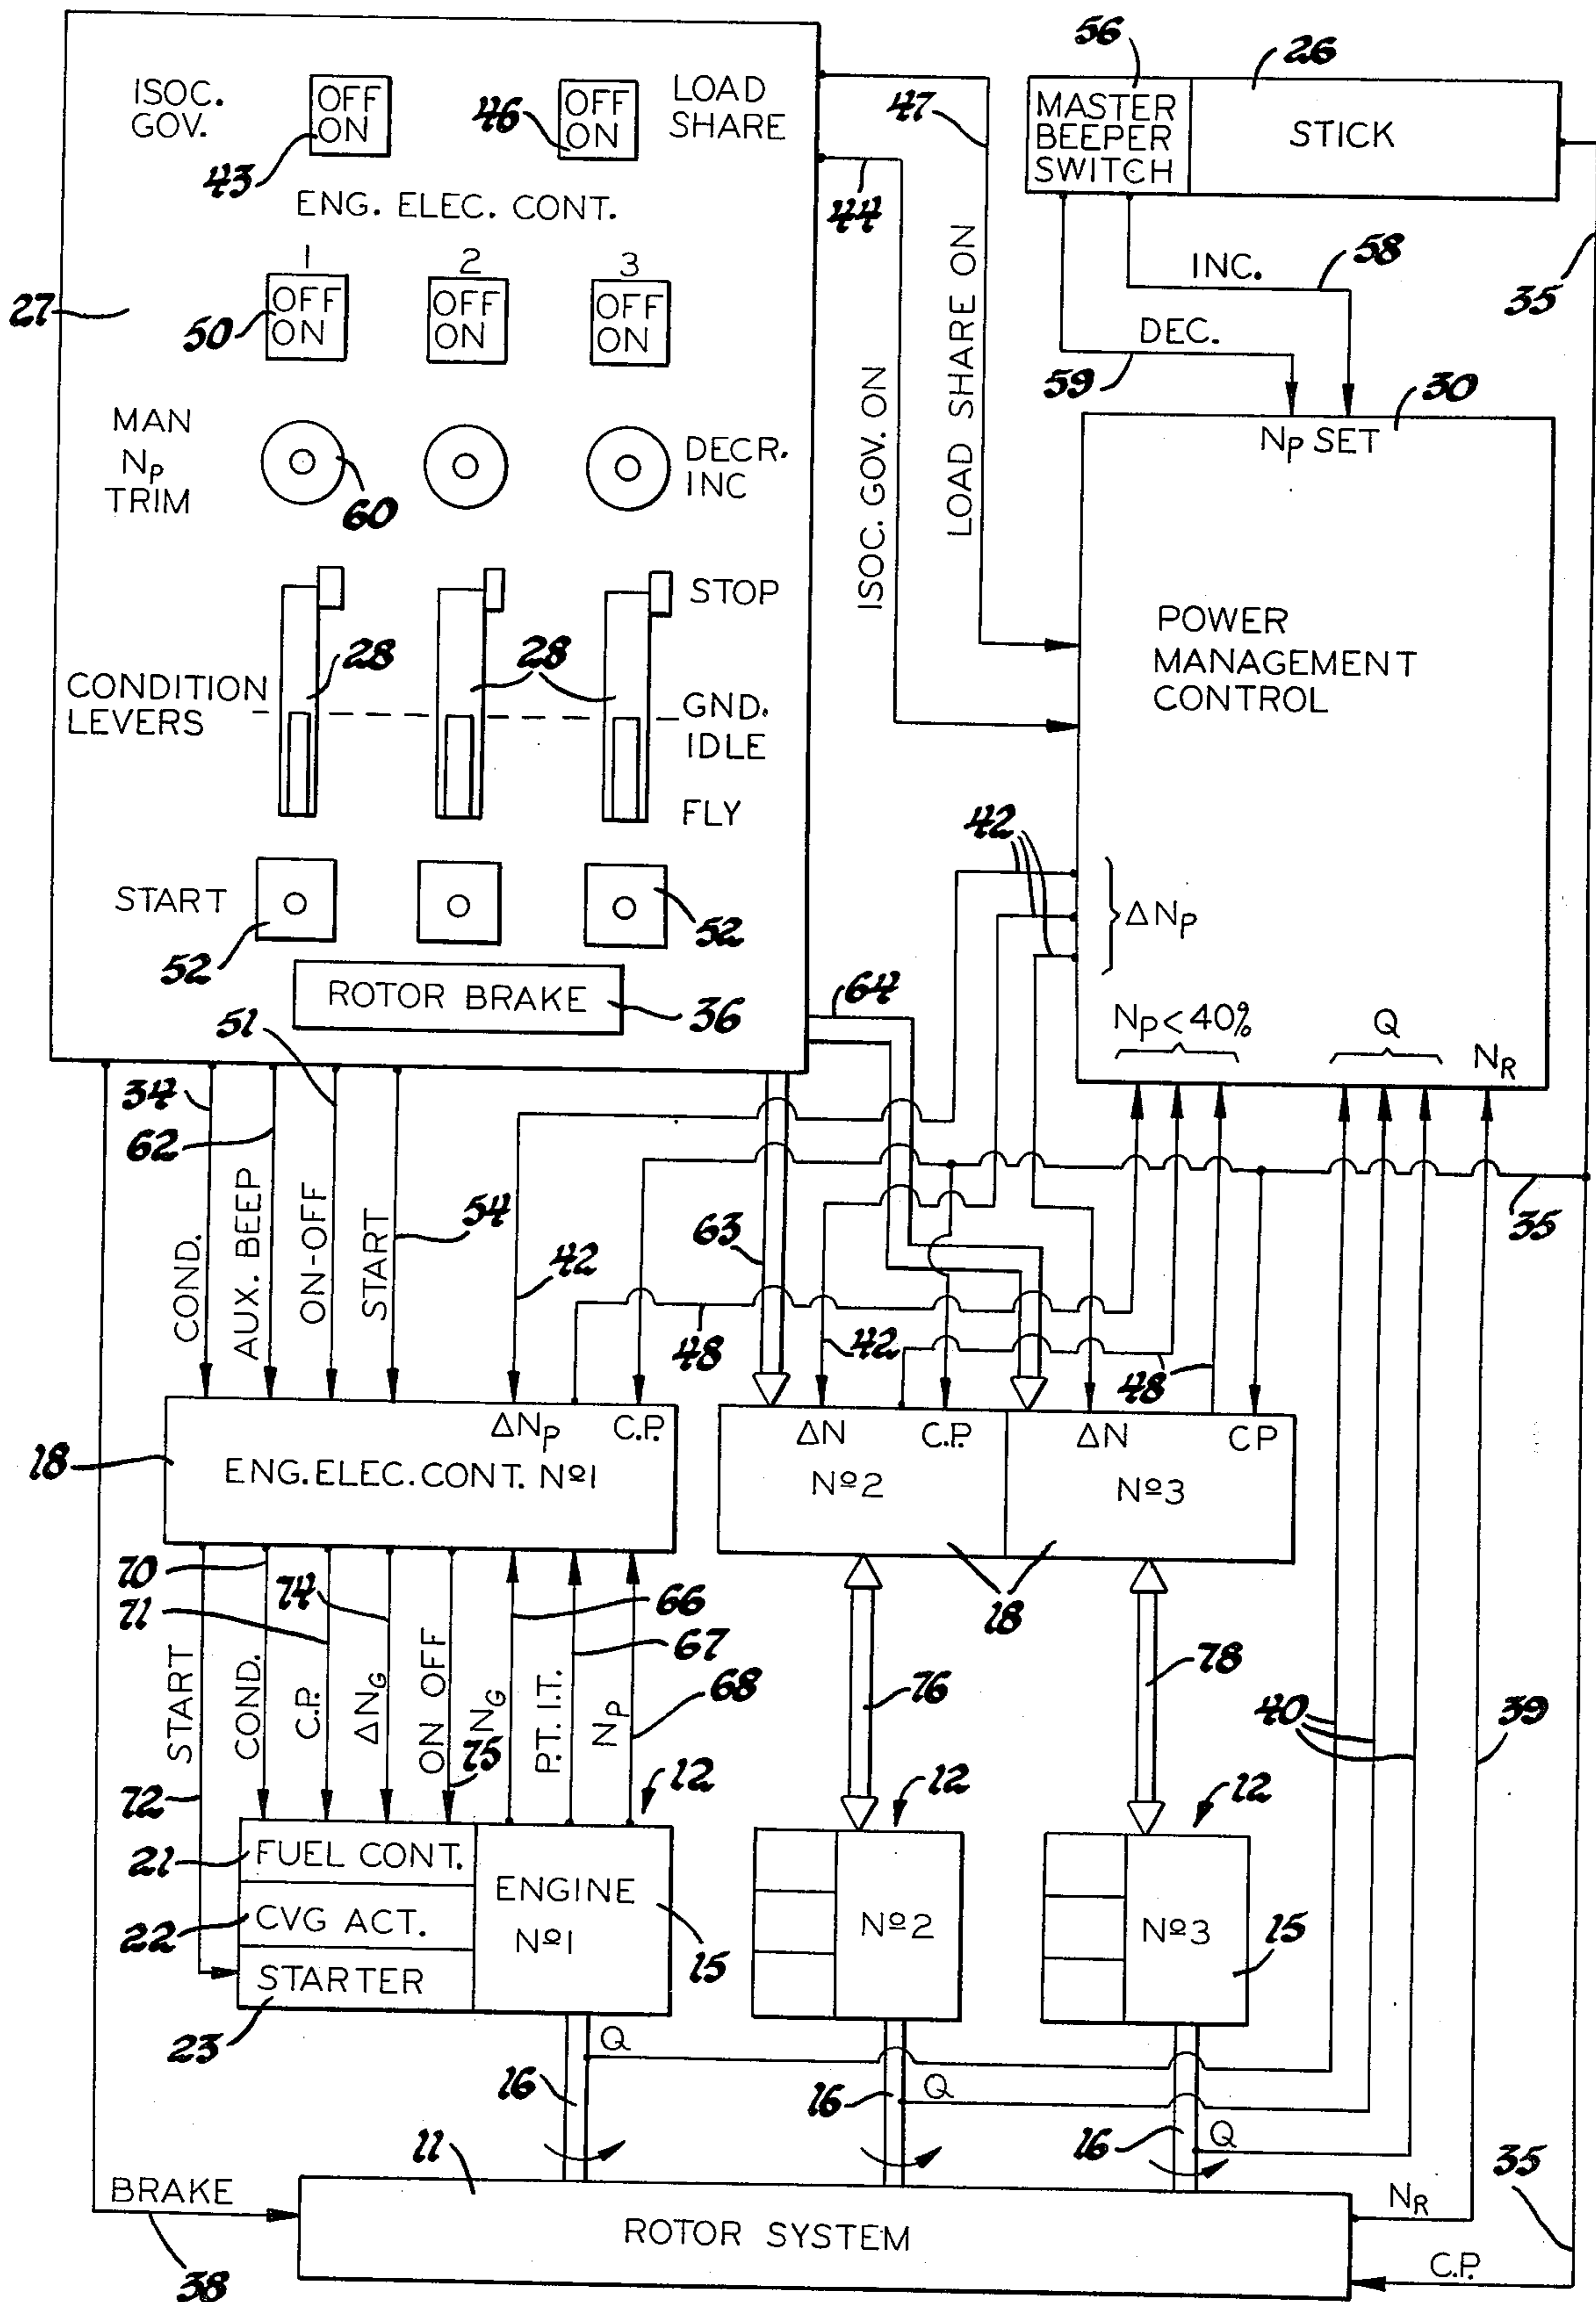 56
26
ISOC.
GOV.
OFF
ON
43
46
OFF
ON
LOAD
SHARE
47
MASTER
BEEPER
SWITCH
STICK
44
ENG. ELEC. CONT.
1
2
3
27
50
OFF
ON
OFF
ON
OFF
ON
LOAD SHARE ON
INC.
58
35
DEC.
59
30
NP SET
MAN
NP
TRIM
60
DECR.
INC
ISOC. GOV. ON
STOP
POWER
MANAGEMENT
CONTROL
28
28
CONDITION
LEVERS
GND.
IDLE
FLY
42
ΔNP
START
52
52
ROTOR BRAKE
36
64
NP<40%
Q
NR
51
34
62
COND.
AUX. BEEP
ON-OFF
START
54
42
63
35
48
42
48
ΔNP
C.P.
ΔN
C.P.
ΔN
CP
18
ENG.ELEC.CONT. Nº1
Nº2
Nº3
18
70
71
74
66
67
68
START
COND.
C.P.
ΔNG
ON OFF
NG
P.T. I.T.
NP
75
76
78
40
39
72
12
12
12
21
FUEL CONT.
22
CVG ACT.
STARTER
23
ENGINE
Nº1
15
Nº2
Nº3
15
Q
16
16
Q
16
Q
11
35
BRAKE
38
ROTOR SYSTEM
NR
C.P.